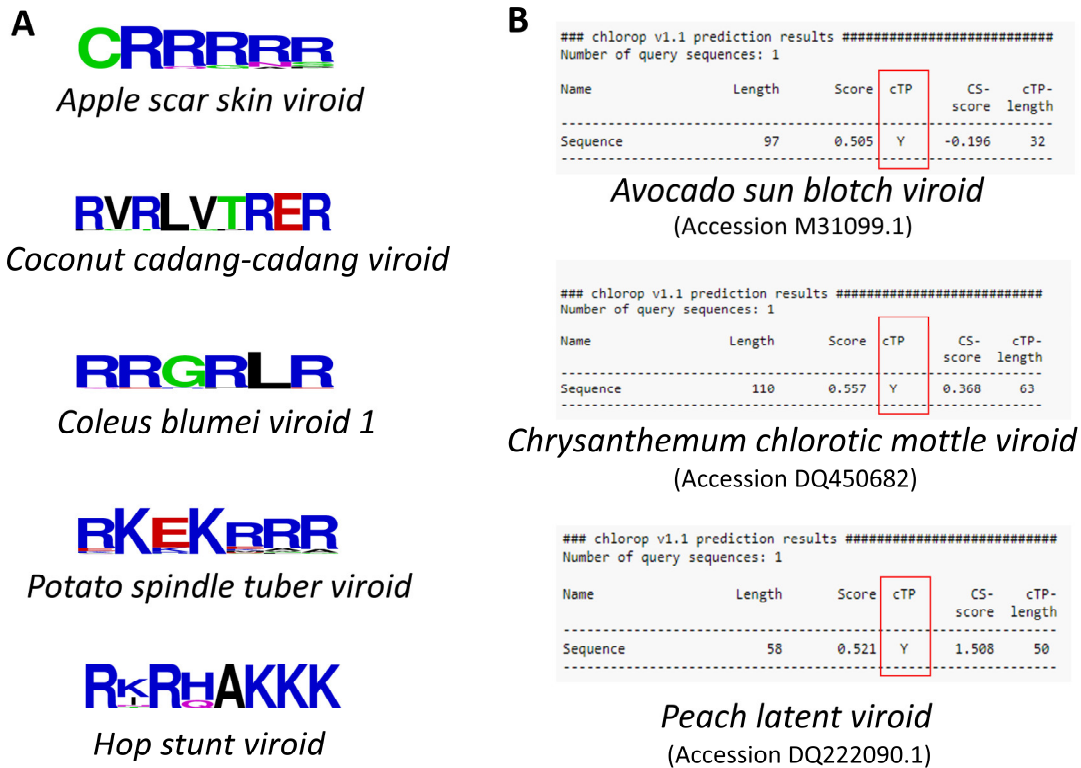 A
CRRRRR
Apple scar skin viroid
RVRLVTRER
Coconut cadang-cadang viroid
RRGRLR
Coleus blumei viroid 1
RKEKRRR
Potato spindle tuber viroid
RKRHAKKK
Hop stunt viroid
B
### chlorop v1.1 prediction results ###########################
Number of query sequences: 1
Name Length Score cTP CS- cTP-
score length
Sequence 97 0.505 Y -0.196 32
Avocado sun blotch viroid
(Accession M31099.1)
### chlorop v1.1 prediction results ###########################
Number of query sequences: 1
Name Length Score cTP CS- cTP-
score length
Sequence 110 0.557 Y 0.368 63
Chrysanthemum chlorotic mottle viroid
(Accession DQ450682)
### chlorop v1.1 prediction results ###########################
Number of query sequences: 1
Name Length Score cTP CS- cTP-
score length
Sequence 58 0.521 Y 1.508 50
Peach latent viroid
(Accession DQ222090.1)